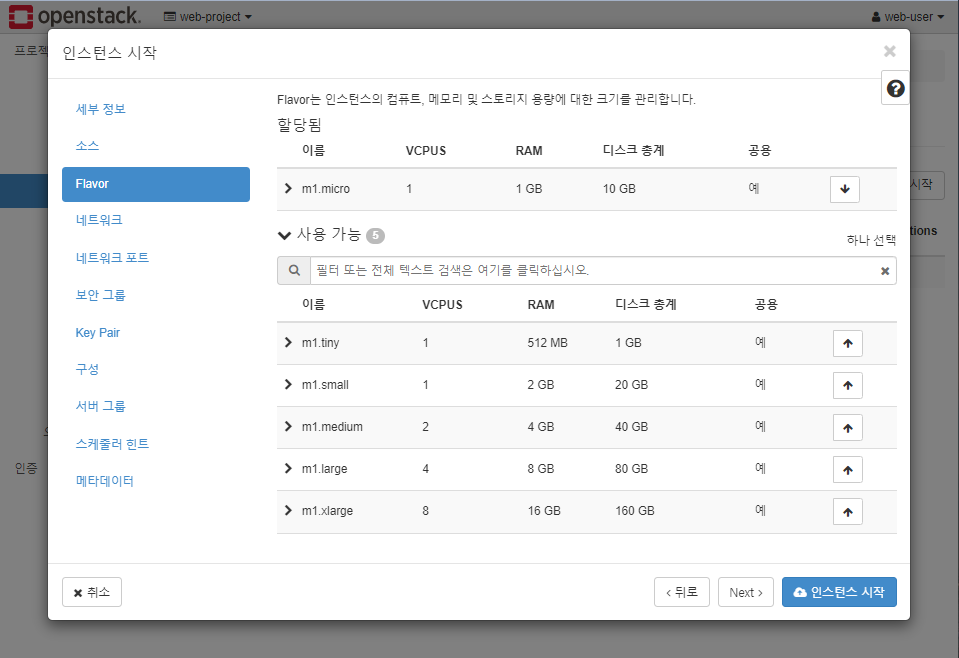 openstack. web-project web-user
프로젝
인스턴스 시작 ×
세부 정보
소스
Flavor
네트워크
네트워크 포트
보안 그룹
Key Pair
구성
서버 그룹
스케줄러 힌트
메타데이터
Flavor는 인스턴스의 컴퓨트, 메모리 및 스토리지 용량에 대한 크기를 관리합니다.
할당됨
이름 VCPUS RAM 디스크 총계 공용
m1.micro 1 1 GB 10 GB 예
사용 가능 5 하나 선택
필터 또는 전체 텍스트 검색은 여기를 클릭하십시오.
이름 VCPUS RAM 디스크 총계 공용
m1.tiny 1 512 MB 1 GB 예
m1.small 1 2 GB 20 GB 예
m1.medium 2 4 GB 40 GB 예
m1.large 4 8 GB 80 GB 예
m1.xlarge 8 16 GB 160 GB 예
시작
tions
인증
× 취소 ‹ 뒤로 Next › 인스턴스 시작